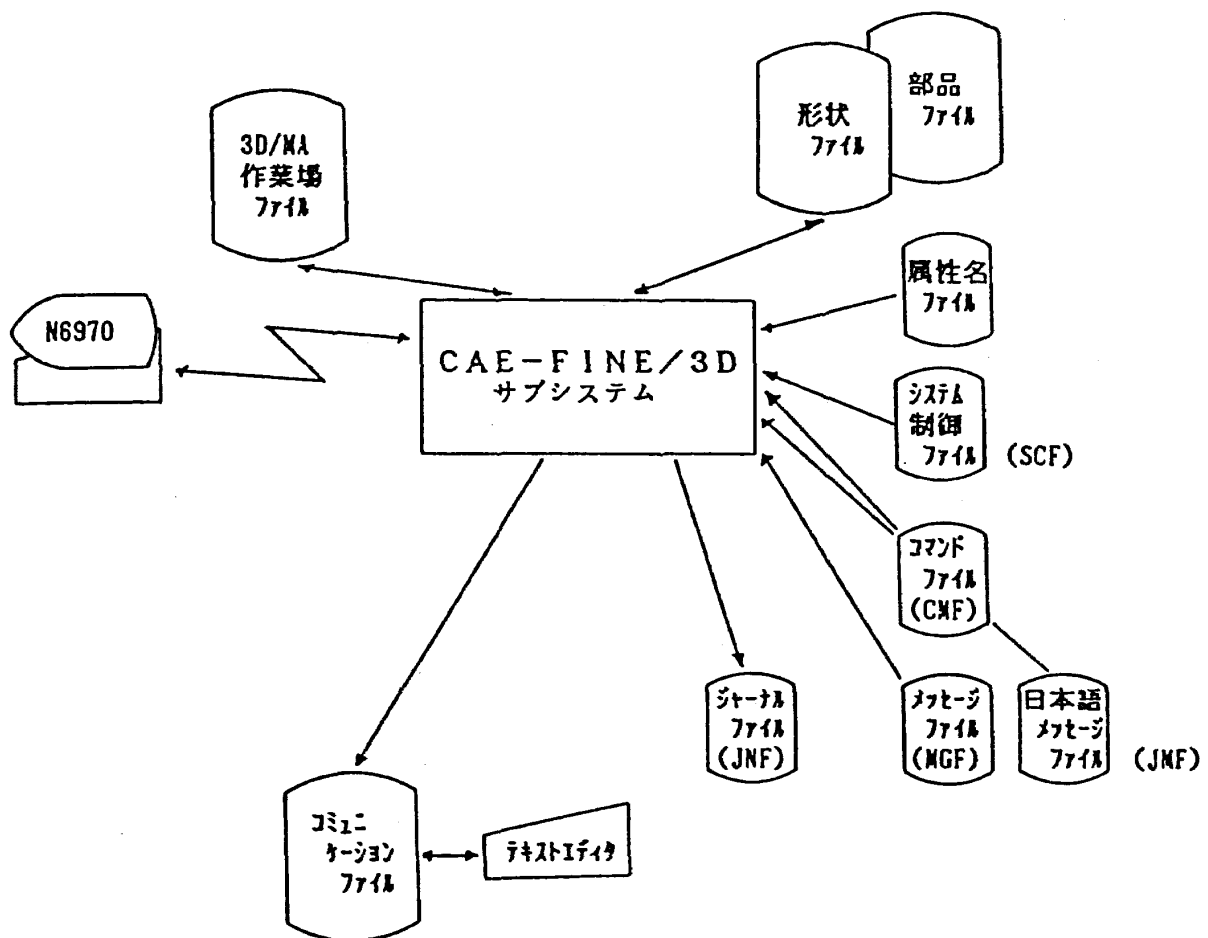 3D/MA
作業場
ファイル
形状
ファイル
部品
ファイル
N6970
CAE-FINE/3D
サブシステム
属性名
ファイル
システム
制御
ファイル
(SCF)
コマンド
ファイル
(CMF)
ジャーナル
ファイル
(JNF)
メッセージ
ファイル
(MGF)
日本語
メッセージ
ファイル
(JMF)
コミュニ
ケーション
ファイル
テキストエディタ